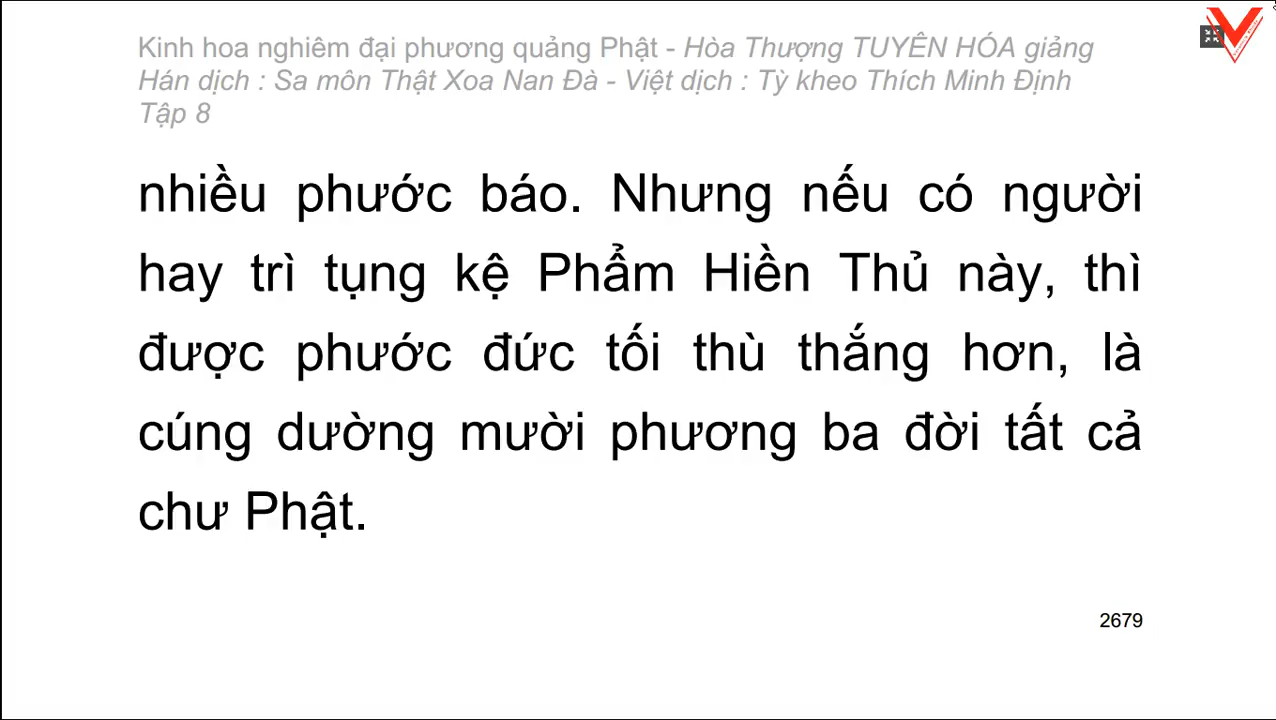 Kinh hoa nghiêm đại phương quảng Phật - Hòa Thượng TUYÊN HÓA giảng
Hán dịch : Sa môn Thật Xoa Nan Đà - Việt dịch : Tỳ kheo Thích Minh Định
Tập 8
nhiều phước báo. Nhưng nếu có người
hay trì tụng kệ Phẩm Hiền Thủ này, thì
được phước đức tối thù thắng hơn, là
cúng dường mười phương ba đời tất cả
chư Phật.
2679